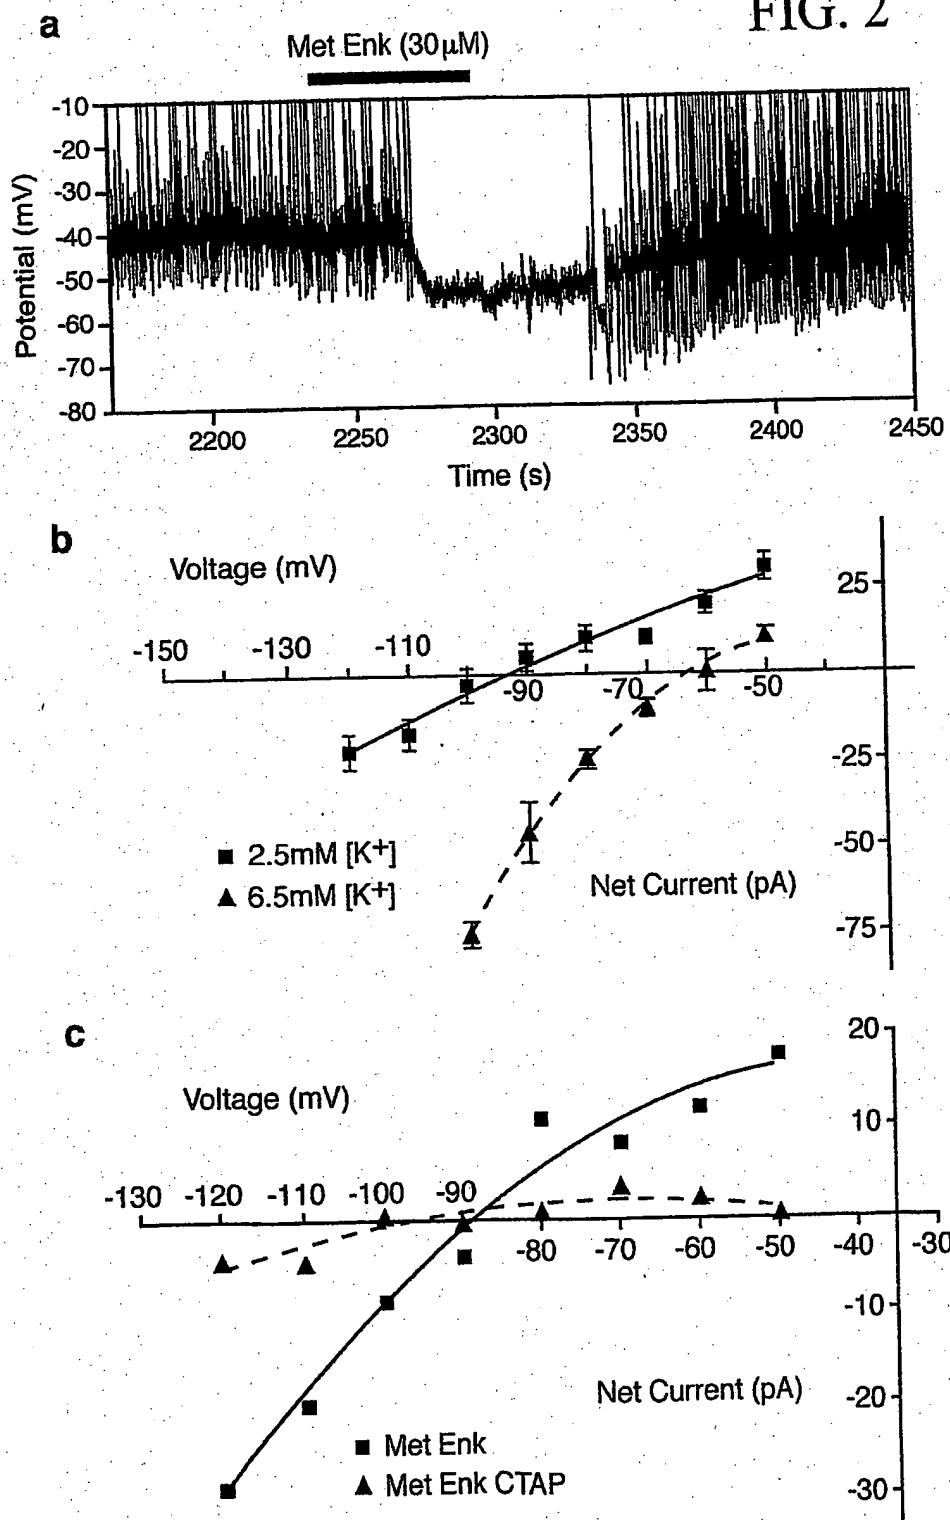 FIG. 2
a
Met Enk (30µM)
-10
-20
-30
-40
-50
-60
-70
-80
Potential (mV)
2200 2250 2300 2350 2400 2450
Time (s)
b
Voltage (mV)
25
-150 -130 -110
-90 -70 -50
-25
-50
-75
2.5mM [K+]
6.5mM [K+]
Net Current (pA)
c
20
Voltage (mV)
10
-130 -120 -110 -100 -90
-80 -70 -60 -50 -40 -30
-10
Net Current (pA)
-20
Met Enk
Met Enk CTAP
-30